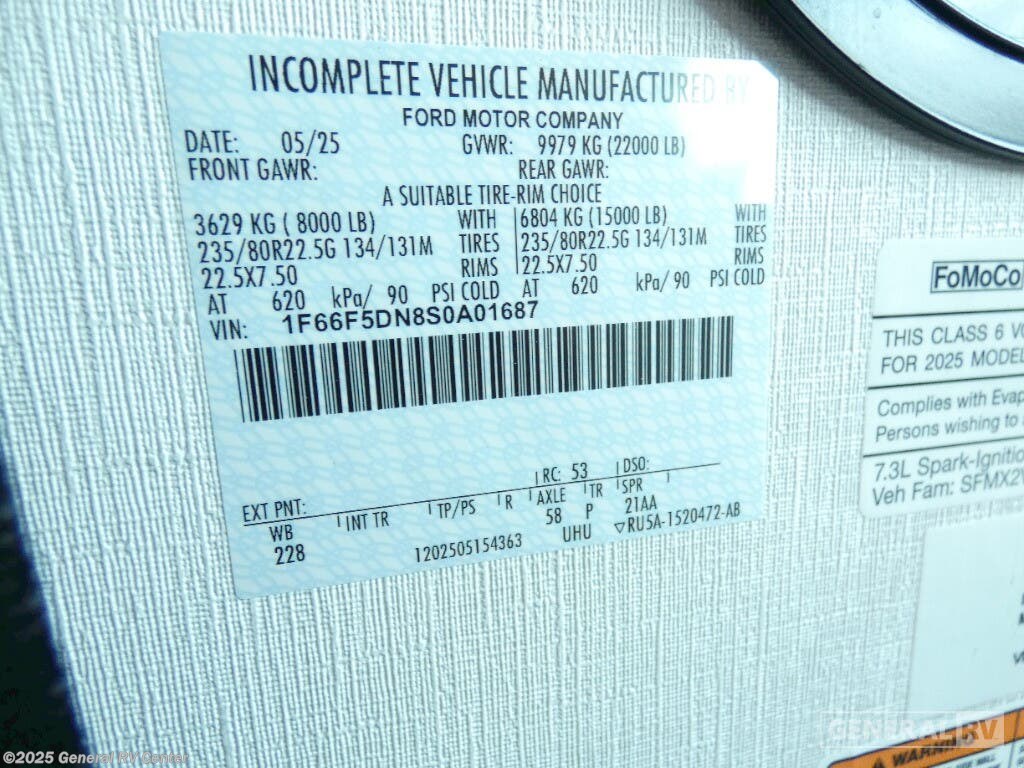 INCOMPLETE VEHICLE MANUFACTURED BY
FORD MOTOR COMPANY
DATE: 05/25 GVWR: 9979 KG (22000 LB)
FRONT GAWR: REAR GAWR:
A SUITABLE TIRE-RIM CHOICE
3629 KG ( 8000 LB) WITH 6804 KG (15000 LB) WITH
235/80R22.5G 134/131M TIRES 235/80R22.5G 134/131M TIRES
22.5X7.50 RIMS 22.5X7.50 RIMS
AT 620 kPa/ 90 PSI COLD AT 620 kPa/ 90 PSI COLD
VIN: 1F66F5DN8S0A01687
EXT PNT: RC: 53 DSO:
WB INT TR TP/PS R AXLE TR SPR
228 58 P 21AA
1202505154363 UHU ▽RU5A-1520472-AB
FoMoCo
THIS CLASS 6
FOR 2025 MODEL
Complies with Evap
Persons wishing to
7.3L Spark-Ignitio
Veh Fam: SFMX2
WARNING
GENERAL RV
©2025 General RV Center